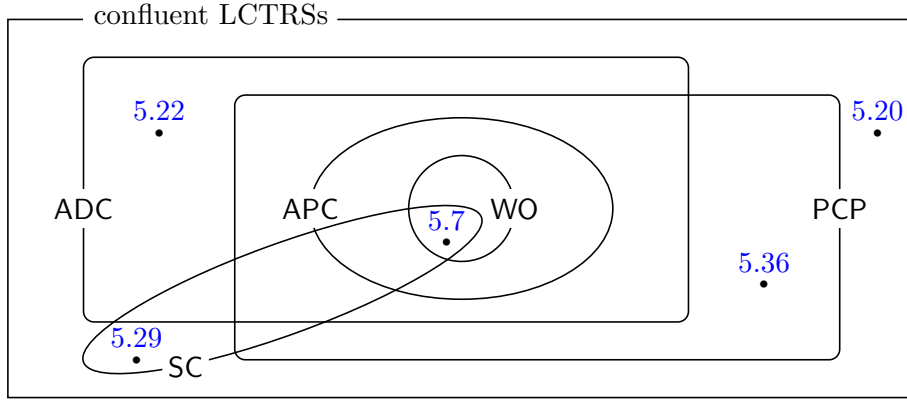 confluent LCTRSs
5.22
5.20
ADC
APC
WO
PCP
5.7
5.36
5.29
SC